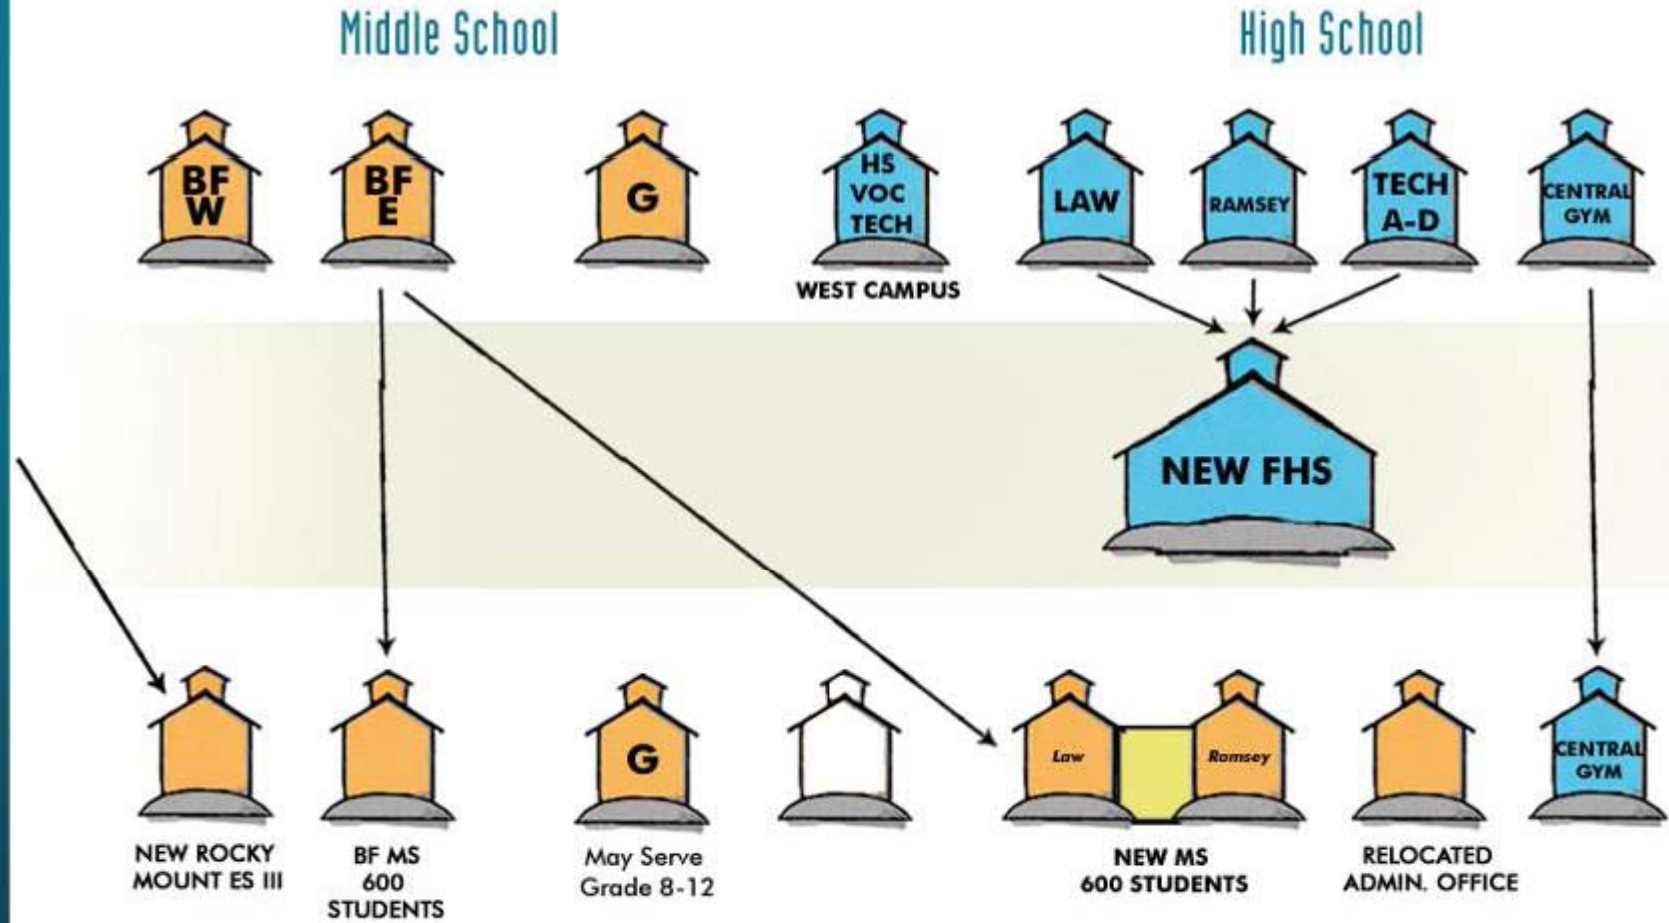 Middle School
High School
BF
W
BF
E
G
HS
VOC
TECH
LAW
RAMSEY
TECH
A-D
CENTRAL
GYM
WEST CAMPUS
NEW FHS
G
Law
Ramsey
CENTRAL
GYM
NEW ROCKY
MOUNT ES III
BF MS
600
STUDENTS
May Serve
Grade 8-12
NEW MS
600 STUDENTS
RELOCATED
ADMIN. OFFICE